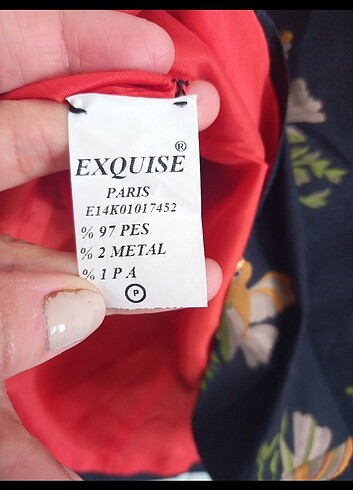 EXQUISE®
PARIS
E14K01017452
% 97 PES
% 2 METAL
% 1 P A
P